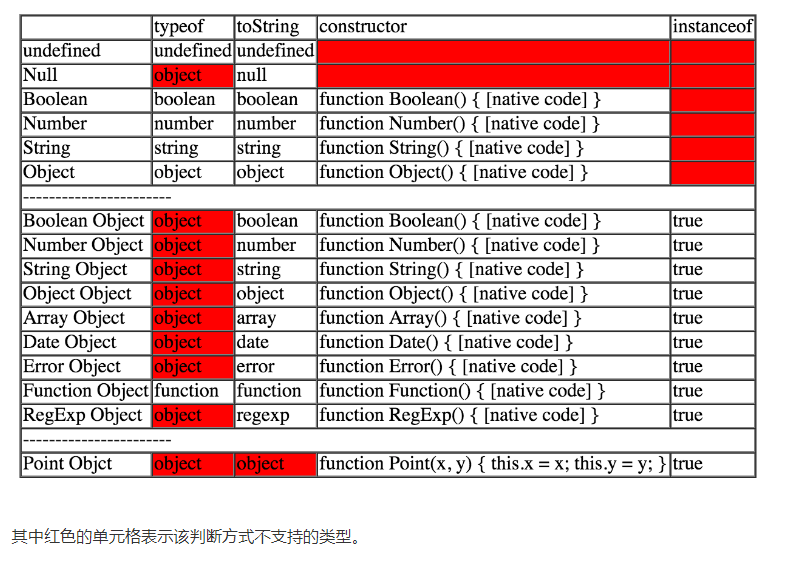 typeof toString constructor instanceof
undefined undefined undefined
Null object null
Boolean boolean boolean function Boolean() { [native code] }
Number number number function Number() { [native code] }
String string string function String() { [native code] }
Object object object function Object() { [native code] }
-----------------------
Boolean Object object boolean function Boolean() { [native code] } true
Number Object object number function Number() { [native code] } true
String Object object string function String() { [native code] } true
Object Object object object function Object() { [native code] } true
Array Object object array function Array() { [native code] } true
Date Object object date function Date() { [native code] } true
Error Object object error function Error() { [native code] } true
Function Object function function function Function() { [native code] } true
RegExp Object object regexp function RegExp() { [native code] } true
-----------------------
Point Objct object object function Point(x, y) { this.x = x; this.y = y; } true
其中红色的单元格表示该判断方式不支持的类型。